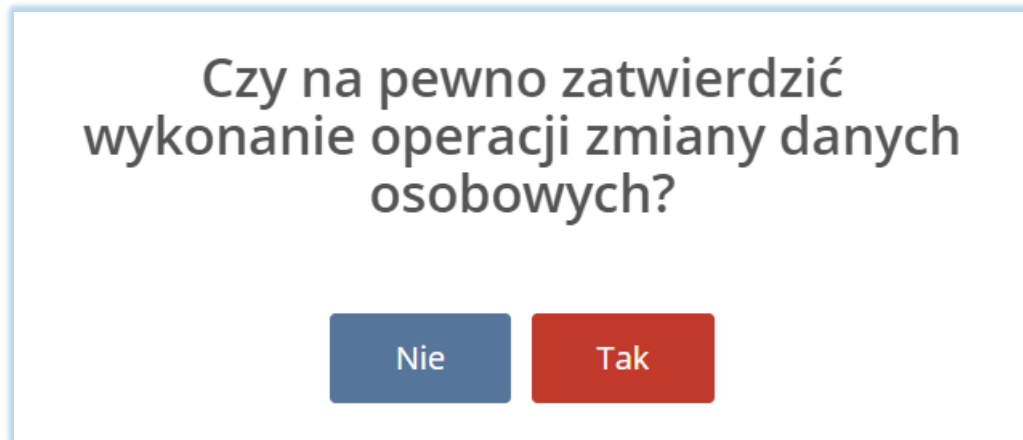 Czy na pewno zatwierdzić
wykonanie operacji zmiany danych
osobowych?
Nie
Tak